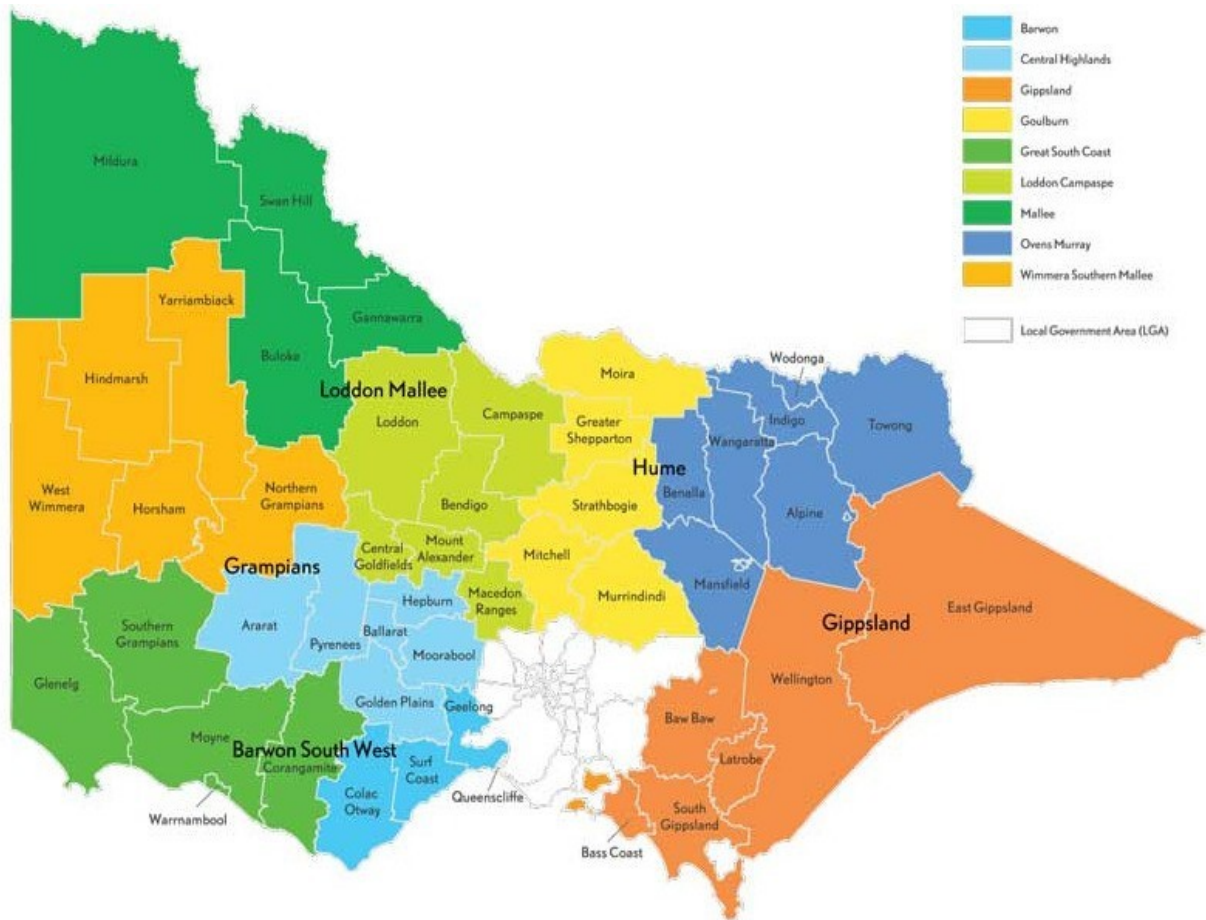 Barwon
Central Highlands
Gippsland
Goulburn
Great South Coast
Loddon Campaspe
Mallee
Ovens Murray
Wimmera Southern Mallee
Local Government Area (LGA)
Mildura
Swan Hill
Yarriambiack
Gannawarra
Buloke
Hindmarsh
Loddon Mallee
Loddon
Campaspe
Moira
Wodonga
Greater
Shepparton
Indigo
Wangaratta
Towong
Hume
West
Wimmera
Horsham
Northern
Grampians
Bendigo
Strathbogie
Benalla
Alpine
Grampians
Central
Goldfields
Mount
Alexander
Mitchell
Macedon
Ranges
Murrindindi
Mansfield
Hepburn
Ararat
Pyrenees
Ballarat
Moorabool
Southern
Grampians
Gippsland
East Gippsland
Glenelg
Golden Plains
Geelong
Wellington
Baw Baw
Moyne
Barwon South West
Corangamite
Surf
Coast
Colac
Otway
Latrobe
Queenscliffe
Warrnambool
South
Gippsland
Bass Coast